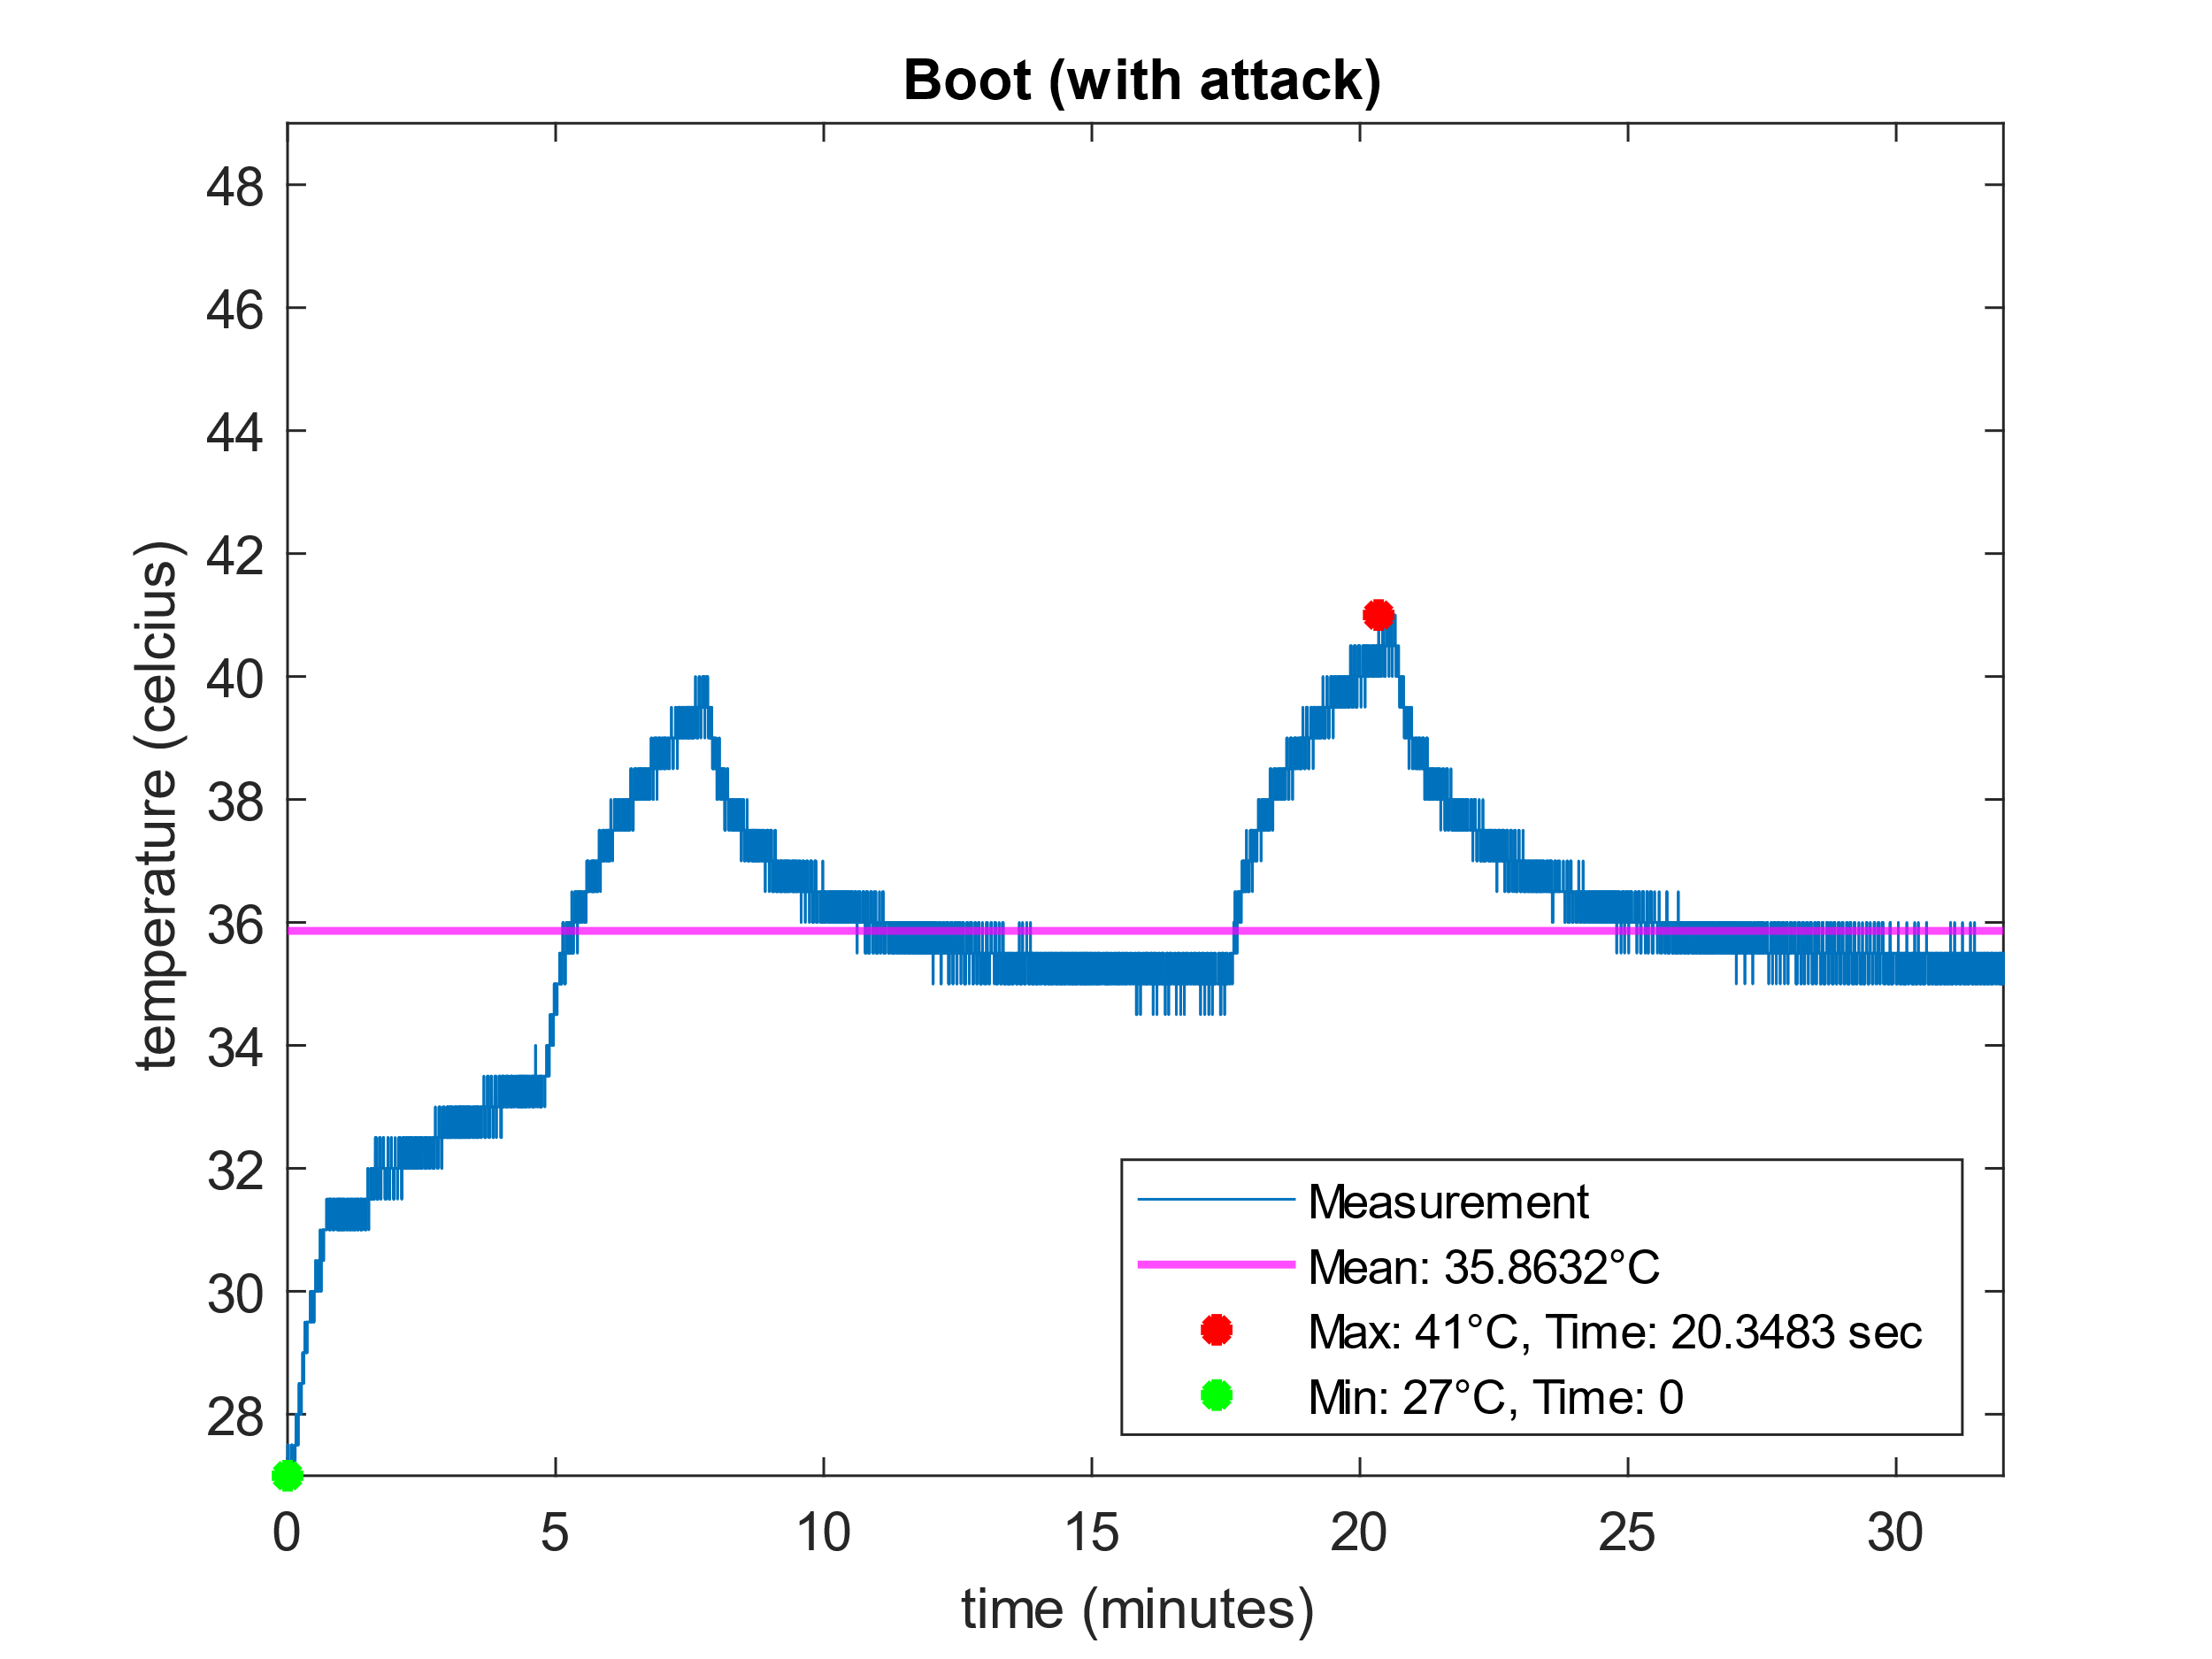 Boot (with attack)
48
46
44
42
40
38
36
34
32
30
28
temperature (celcius)
0 5 10 15 20 25 30
time (minutes)
Measurement
Mean: 35.8632°C
Max: 41°C, Time: 20.3483 sec
Min: 27°C, Time: 0